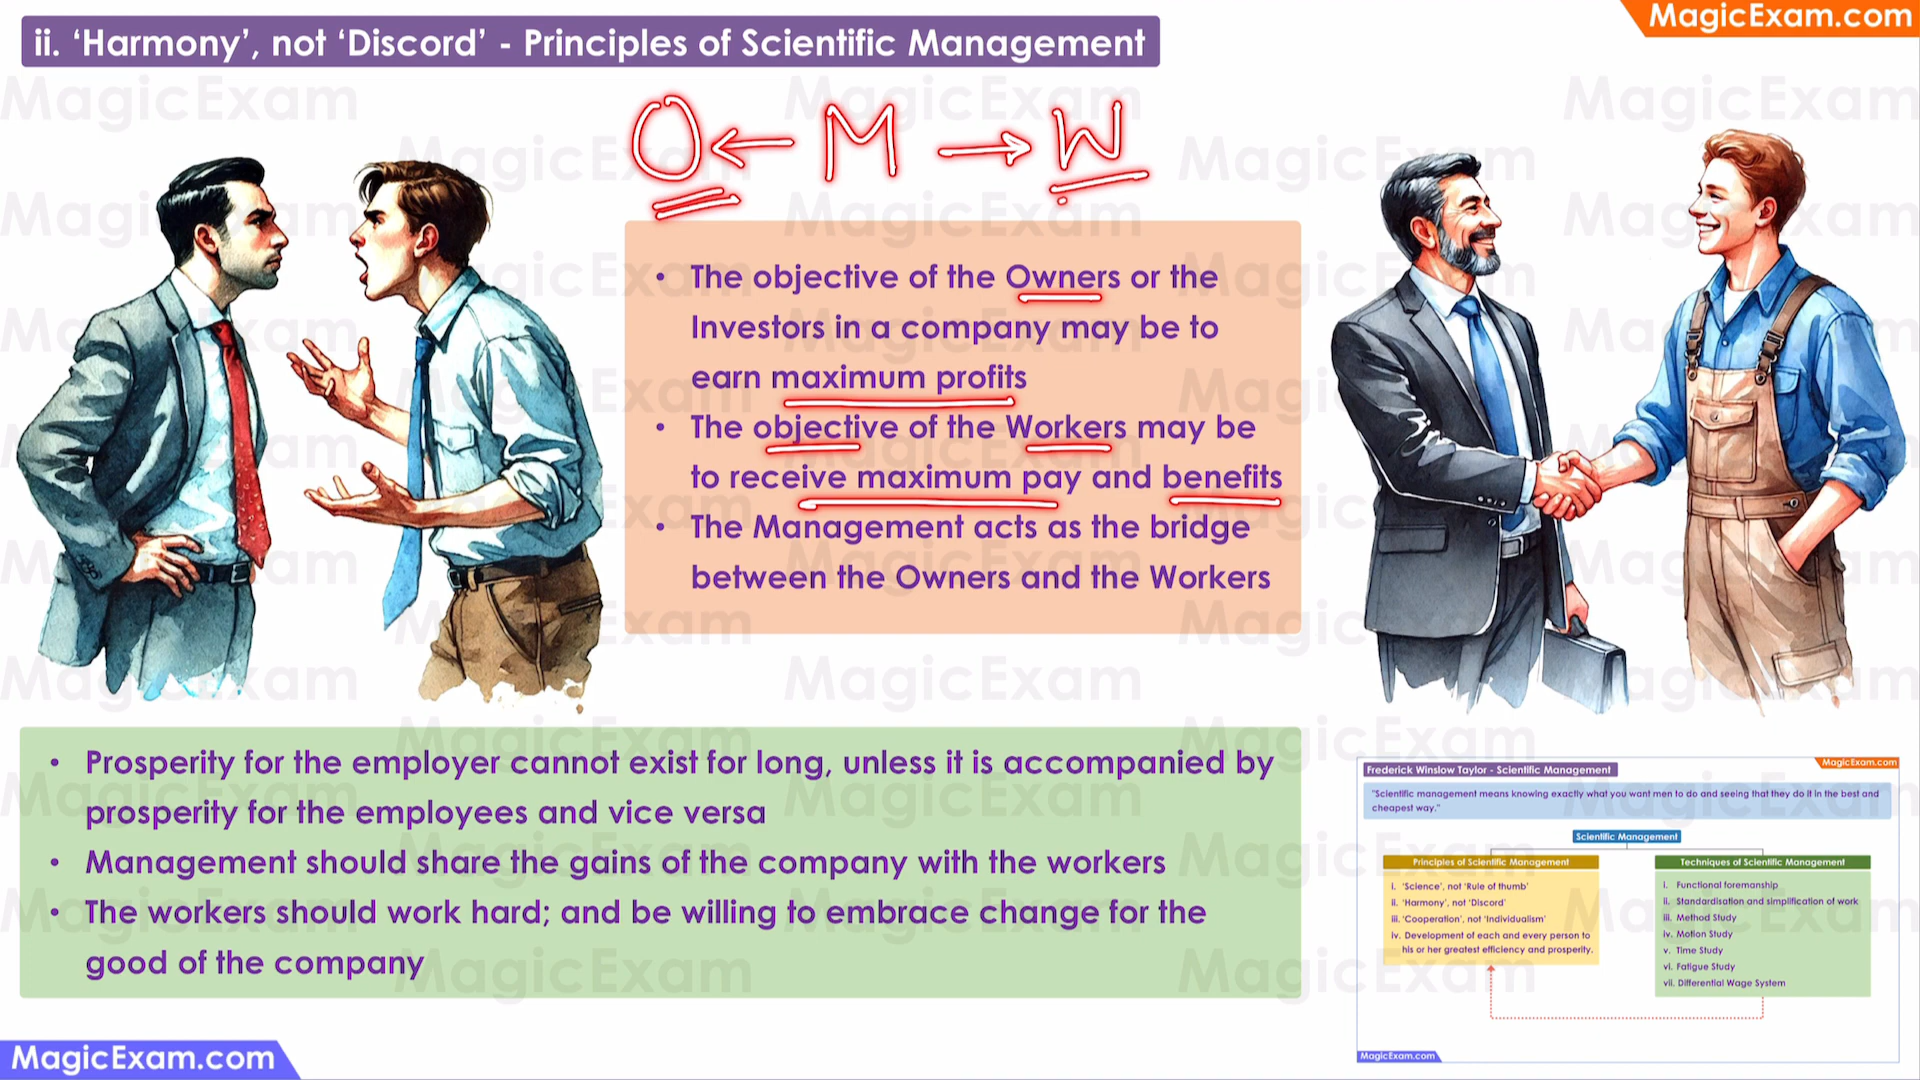 ii. ‘Harmony’, not ‘Discord’ - Principles of Scientific Management
MagicExam.com
O ← M → W
• The objective of the Owners or the
Investors in a company may be to
earn maximum profits
• The objective of the Workers may be
to receive maximum pay and benefits
• The Management acts as the bridge
between the Owners and the Workers
• Prosperity for the employer cannot exist for long, unless it is accompanied by
prosperity for the employees and vice versa
• Management should share the gains of the company with the workers
• The workers should work hard; and be willing to embrace change for the
good of the company
Frederick Winslow Taylor - Scientific Management
MagicExam.com
"Scientific management means knowing exactly what you want men to do and seeing that they do it in the best and
cheapest way."
Scientific Management
Principles of Scientific Management
i. ‘Science’, not ‘Rule of thumb’
ii. ‘Harmony’, not ‘Discord’
iii. ‘Cooperation’, not ‘Individualism’
iv. Development of each and every person to
his or her greatest efficiency and prosperity.
Techniques of Scientific Management
i. Functional foremanship
ii. Standardisation and simplification of work
iii. Method Study
iv. Motion Study
v. Time Study
vi. Fatigue Study
vii. Differential Wage System
MagicExam.com
MagicExam.com